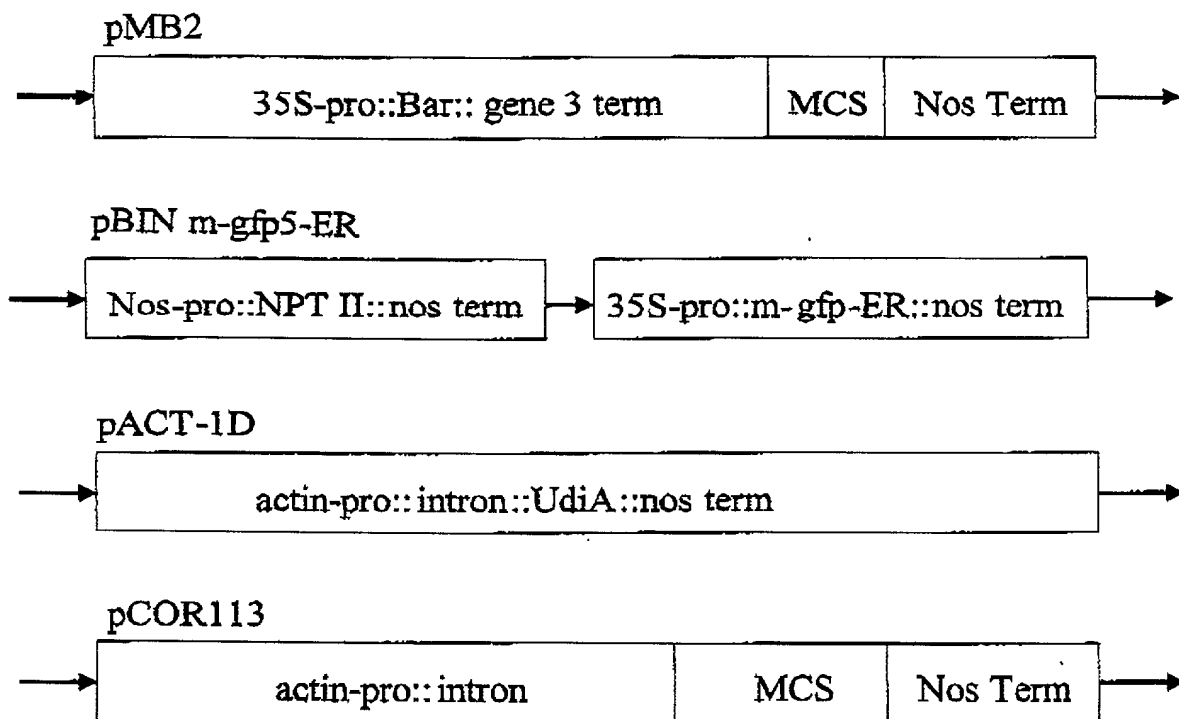 pMB2
35S-pro::Bar:: gene 3 term MCS Nos Term
pBIN m-gfp5-ER
Nos-pro::NPT II::nos term 35S-pro::m-gfp-ER::nos term
pACT-1D
actin-pro::intron::UdiA::nos term
pCOR113
actin-pro::intron MCS Nos Term